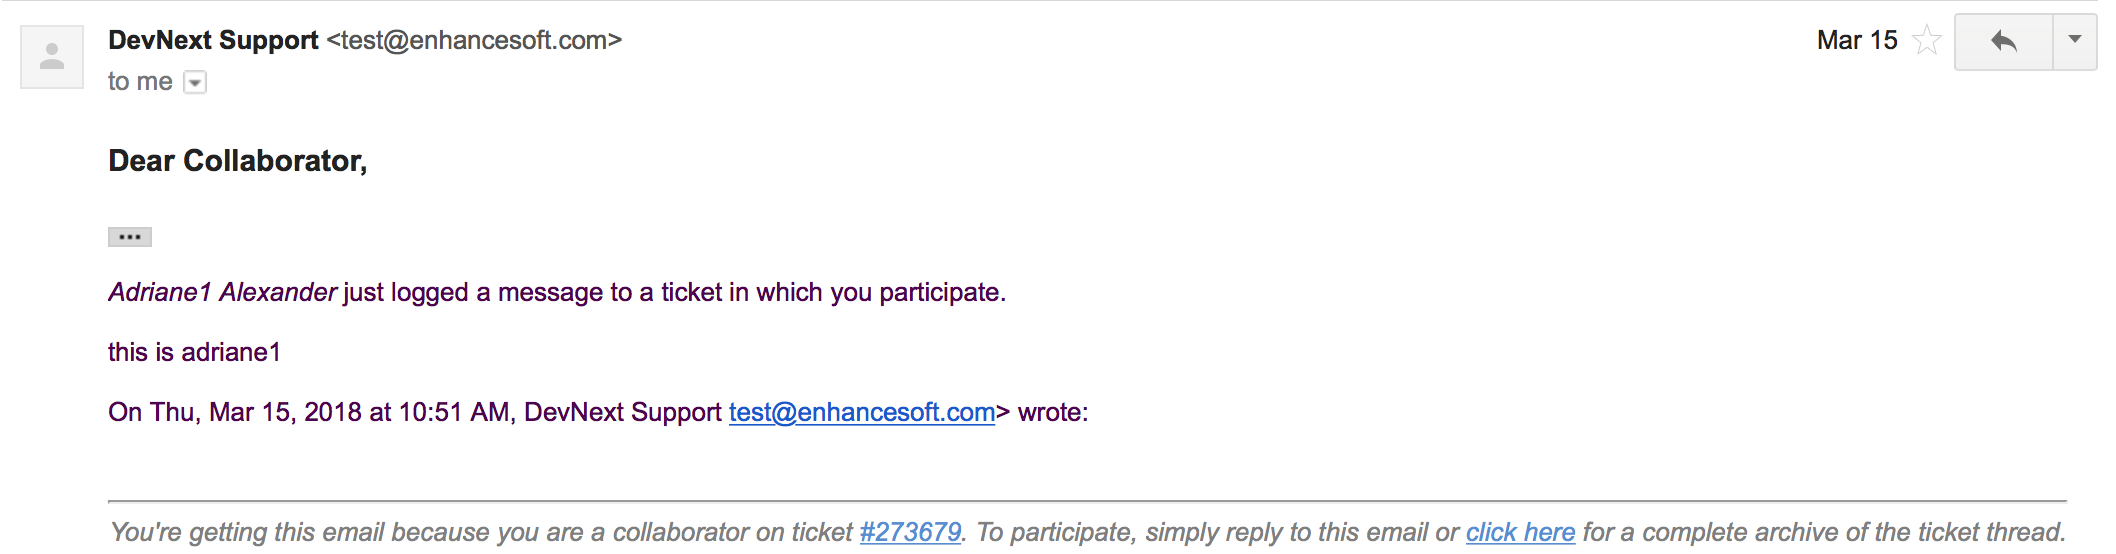 DevNext Support <test@enhancesoft.com>
Mar 15
to me
Dear Collaborator,
Adriane1 Alexander just logged a message to a ticket in which you participate.
this is adriane1
On Thu, Mar 15, 2018 at 10:51 AM, DevNext Support test@enhancesoft.com> wrote:
You're getting this email because you are a collaborator on ticket #273679. To participate, simply reply to this email or click here for a complete archive of the ticket thread.